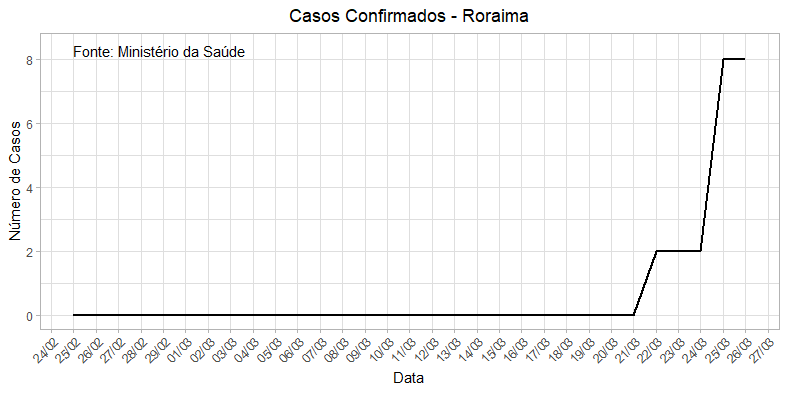 Casos Confirmados - Roraima
Fonte: Ministério da Saúde
Número de Casos
8
6
4
2
0
24/02 25/02 26/02 27/02 28/02 29/02 01/03 02/03 03/03 04/03 05/03 06/03 07/03 08/03 09/03 10/03 11/03 12/03 13/03 14/03 15/03 16/03 17/03 18/03 19/03 20/03 21/03 22/03 23/03 24/03 25/03 26/03 27/03
Data